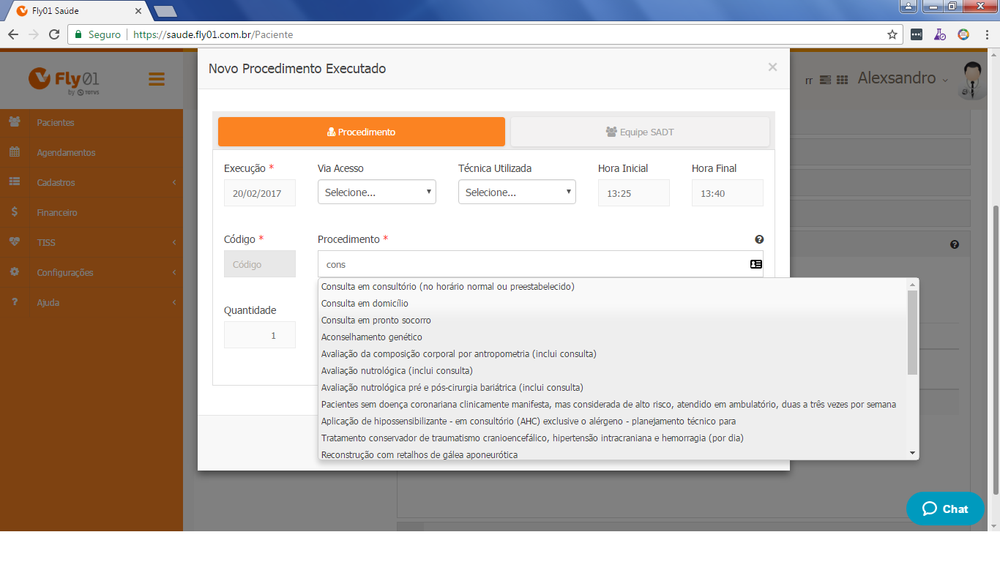 Fly01 Saúde
Seguro
https://saude.fly01.com.br/Paciente
Fly01
by TOTVS
rr
Alexsandro
Pacientes
Agendamentos
Cadastros
Financeiro
TISS
Configurações
Ajuda
Novo Procedimento Executado
Procedimento
Equipe SADT
Execução *
Via Acesso
Técnica Utilizada
Hora Inicial
Hora Final
20/02/2017
Selecione...
Selecione...
13:25
13:40
Código *
Procedimento *
Código
cons
Quantidade
1
Consulta em consultório (no horário normal ou preestabelecido)
Consulta em domicílio
Consulta em pronto socorro
Aconselhamento genético
Avaliação da composição corporal por antropometria (inclui consulta)
Avaliação nutrológica (inclui consulta)
Avaliação nutrológica pré e pós-cirurgia bariátrica (inclui consulta)
Pacientes sem doença coronariana clinicamente manifesta, mas considerada de alto risco, atendido em ambulatório, duas a três vezes por semana
Aplicação de hipossensibilizante - em consultório (AHC) exclusive o alérgeno - planejamento técnico para
Tratamento conservador de traumatismo cranioencefálico, hipertensão intracraniana e hemorragia (por dia)
Reconstrução com retalhos de gálea aponeurótica
Chat